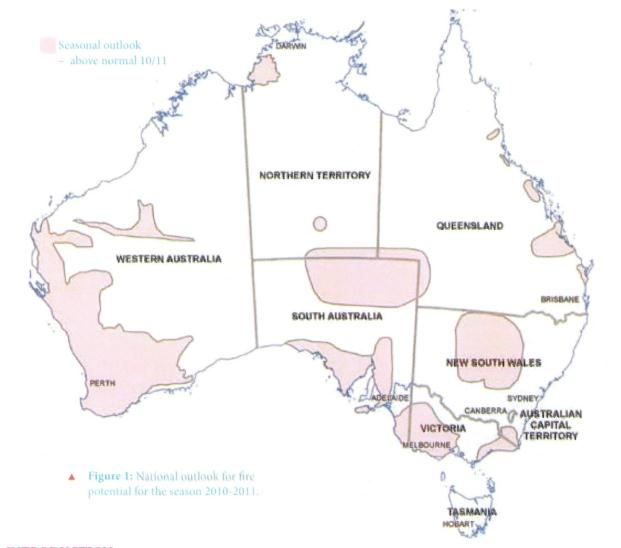 DARWIN
Seasonal outlook
– above normal 10/11
NORTHERN TERRITORY
QUEENSLAND
WESTERN AUSTRALIA
BRISBANE
SOUTH AUSTRALIA
NEW SOUTH WALES
PERTH
ADELAIDE
SYDNEY
CANBERRA
AUSTRALIAN
CAPITAL
TERRITORY
VICTORIA
MELBOURNE
▲ Figure 1: National outlook for fire
potential for the season 2010-2011.
TASMANIA
HOBART